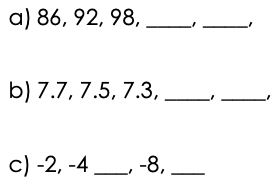 a) 86, 92, 98, ____, ____,
b) 7.7, 7.5, 7.3, ____, ____,
c) -2, -4 ___, -8, ___